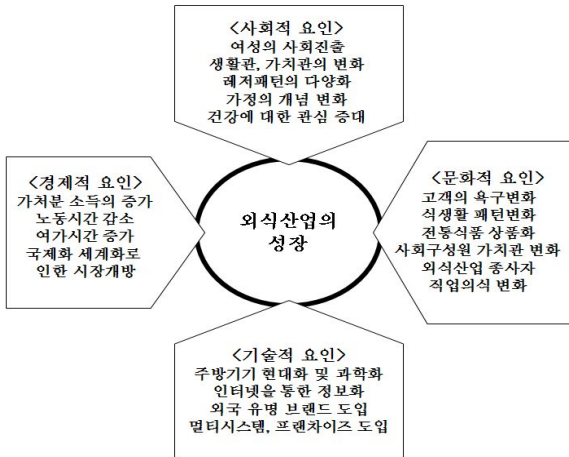 <사회적 요인>
여성의 사회진출
생활관, 가치관의 변화
레저패턴의 다양화
가정의 개념 변화
건강에 대한 관심 증대
<경제적 요인>
가처분 소득의 증가
노동시간 감소
여가시간 증가
국제화 세계화로
인한 시장개방
외식산업의
성장
<문화적 요인>
고객의 욕구변화
식생활 패턴변화
전통식품 상품화
사회구성원 가치관 변화
외식산업 종사자
직업의식 변화
<기술적 요인>
주방기기 현대화 및 과학화
인터넷을 통한 정보화
외국 유명 브랜드 도입
멀티시스템, 프랜차이즈 도입